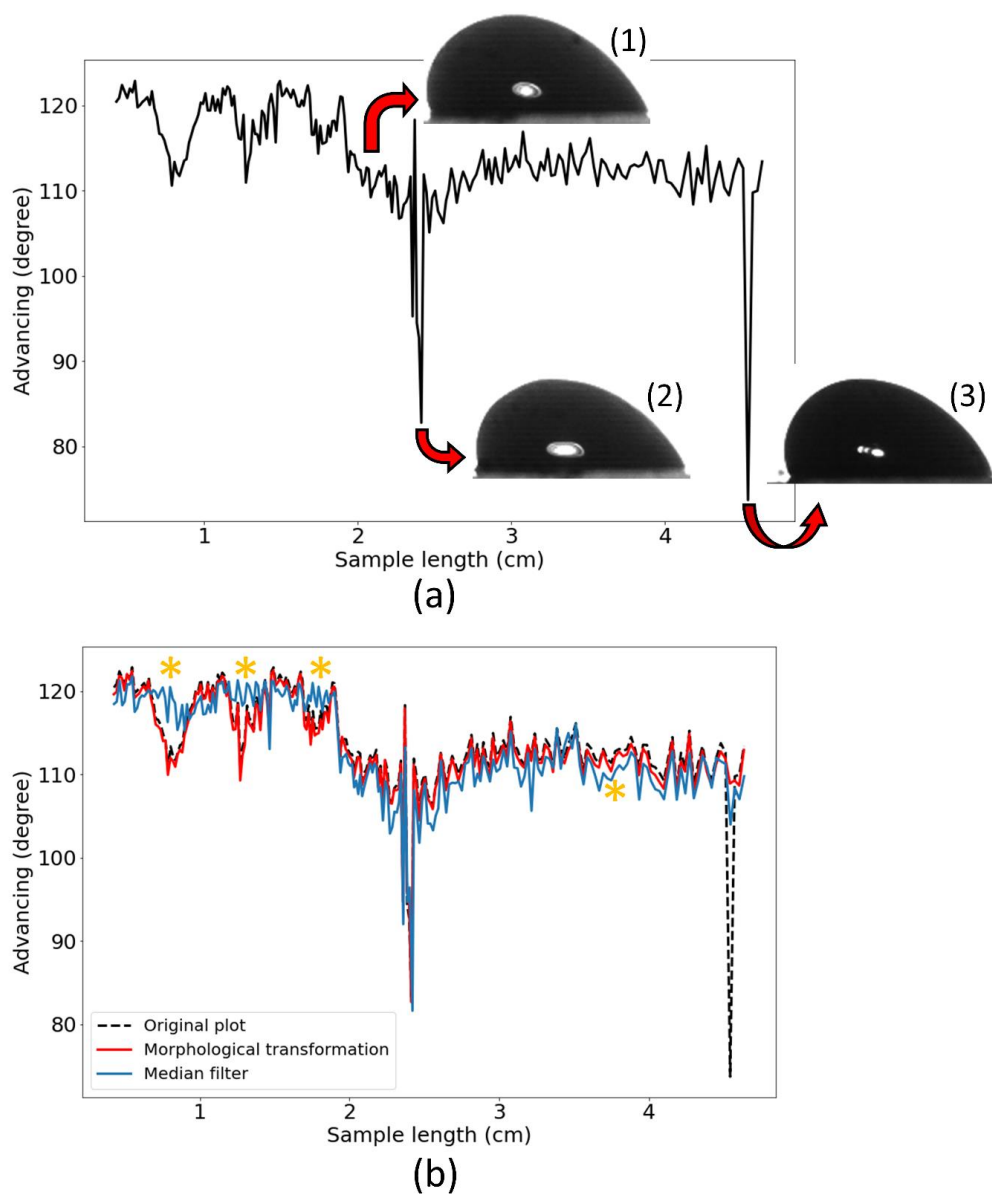 (1)
120
110
100
90
80
Advancing (degree)
(2)
(3)
1 2 3 4
Sample length (cm)
(a)
120
110
100
90
80
Advancing (degree)
* * *
*
Original plot
Morphological transformation
Median filter
1 2 3 4
Sample length (cm)
(b)